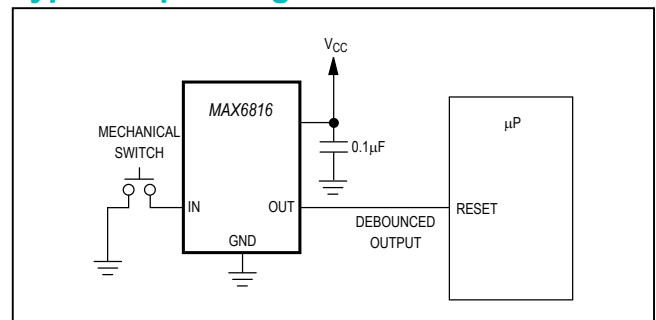 V_CC
MAX6816
µP
MECHANICAL
SWITCH
0.1µF
IN
OUT
RESET
DEBOUNCED
OUTPUT
GND